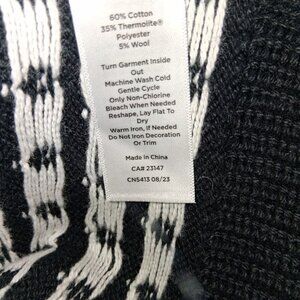 60% Cotton
35% Thermolite®
Polyester
5% Wool
Turn Garment Inside
Out
Machine Wash Cold
Gentle Cycle
Only Non-Chlorine
Bleach When Needed
Reshape, Lay Flat To
Dry
Warm Iron, If Needed
Do Not Iron Decoration
Or Trim
Made in China
CA# 23147
CN5413 08/23